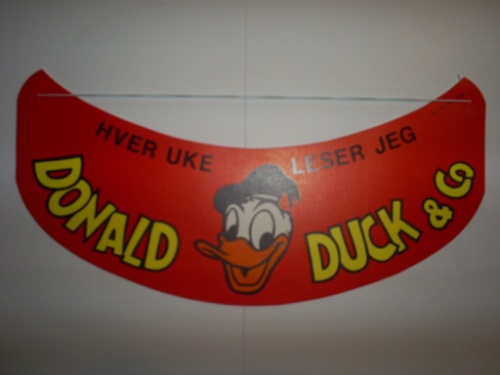 HVER UKE LESER JEG
DONALD DUCK & Co